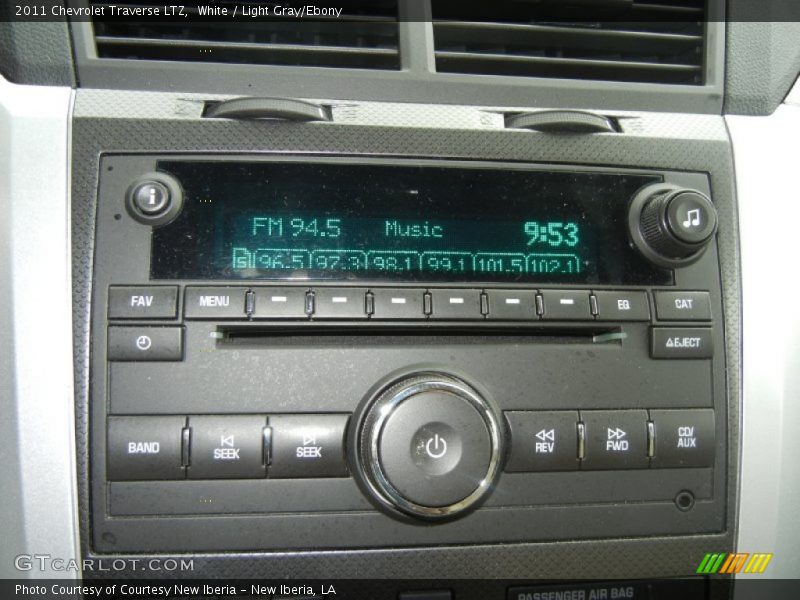 2011 Chevrolet Traverse LTZ, White / Light Gray/Ebony
i
FM 94.5 Music 9:53
96.5 97.3 98.1 99.1 101.5 102.1
FAV MENU EQ CAT
EJECT
BAND SEEK SEEK REV FWD CD/
AUX
GTCARLOT.COM
PASSENGER AIR BAG
Photo Courtesy of Courtesy New Iberia - New Iberia, LA